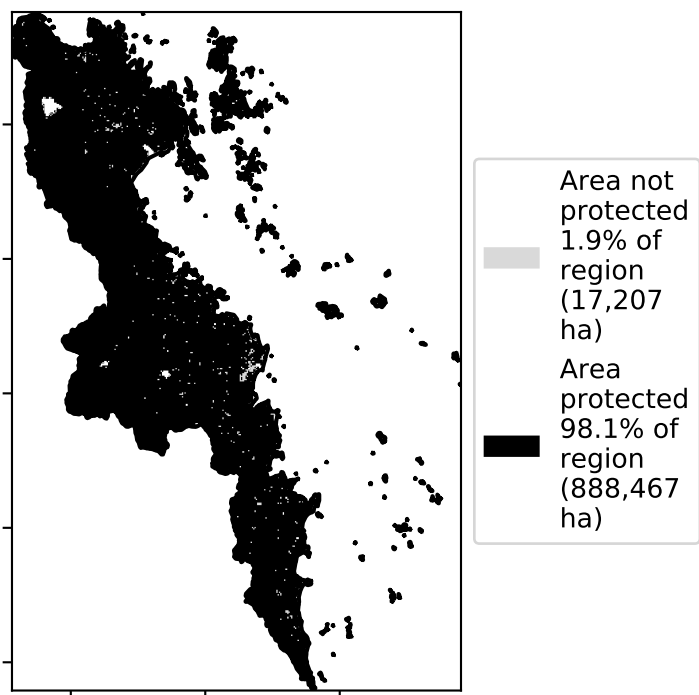 Area not
protected
1.9% of
region
(17,207
ha)
Area
protected
98.1% of
region
(888,467
ha)